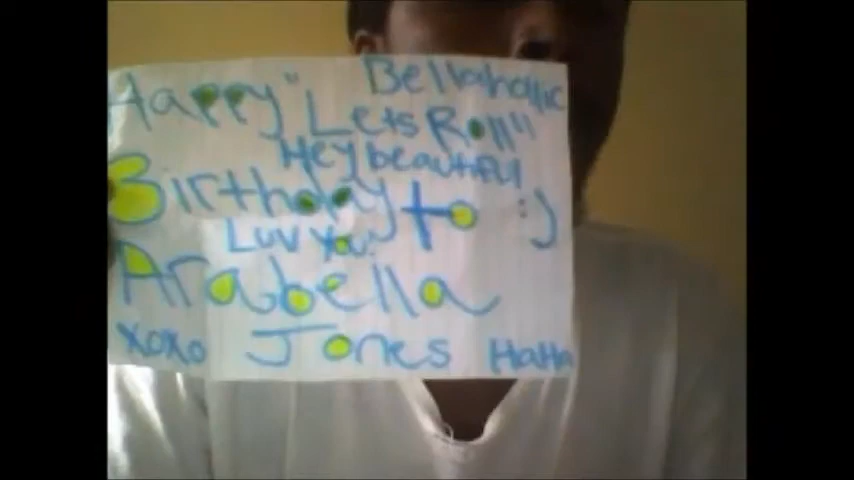 Bellaholic
Happy "Lets Roll"
Hey beautiful
Birthday to :)
Luv you!
Arabella
xoxo Jones HaHa